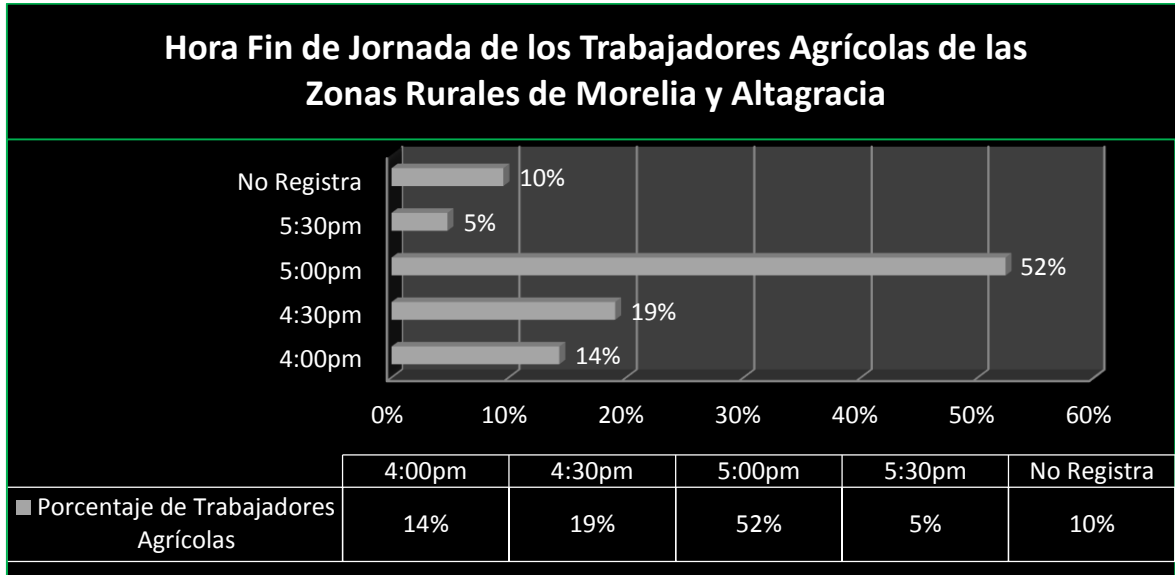 Hora Fin de Jornada de los Trabajadores Agrícolas de las
Zonas Rurales de Morelia y Altagracia
No Registra 10%
5:30pm 5%
5:00pm 52%
4:30pm 19%
4:00pm 14%
0% 10% 20% 30% 40% 50% 60%
4:00pm 4:30pm 5:00pm 5:30pm No Registra
Porcentaje de Trabajadores
Agrícolas
14% 19% 52% 5% 10%